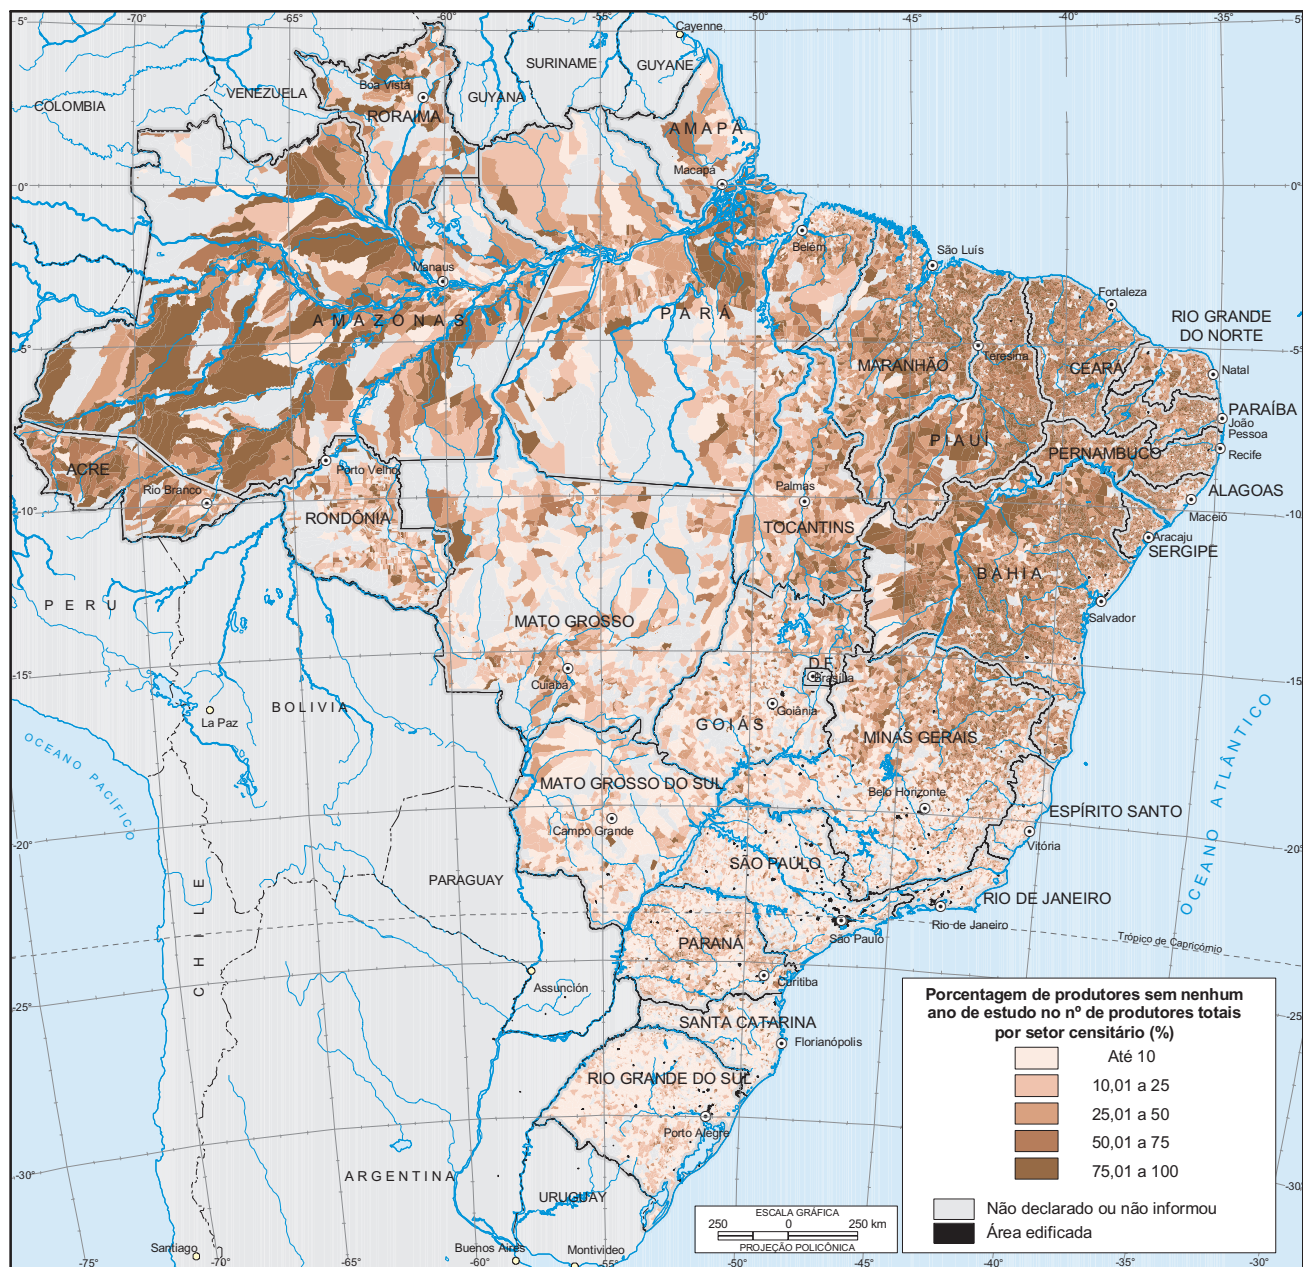 5°
-70°
-65°
-60°
-55°
-50°
-45°
-40°
-35°
5°
Cayenne
SURINAME
GUYANE
VENEZUELA
GUYANA
COLOMBIA
Boa Vista
RORAIMA
AMAPÁ
Macapá
0°
0°
Belém
São Luís
Manaus
Fortaleza
AMAZONAS
PARÁ
RIO GRANDE
DO NORTE
-5°
-5°
MARANHÃO
Teresina
CEARÁ
Natal
PARAÍBA
João
Pessoa
PIAUÍ
PERNAMBUCO
Recife
ACRE
Porto Velho
Rio Branco
Palmas
ALAGOAS
Maceió
-10°
-10°
RONDÔNIA
TOCANTINS
Aracaju
SERGIPE
BAHIA
PERU
Salvador
MATO GROSSO
D.F.
Brasília
Cuiabá
-15°
-15°
La Paz
BOLIVIA
Goiânia
GOIÁS
MINAS GERAIS
OCEANO PACÍFICO
OCEANO ATLÂNTICO
MATO GROSSO DO SUL
Belo Horizonte
ESPÍRITO SANTO
Campo Grande
Vitória
-20°
-20°
SÃO PAULO
PARAGUAY
CHILE
RIO DE JANEIRO
Rio de Janeiro
São Paulo
Trópico de Capricórnio
PARANÁ
Curitiba
Assunción
-25°
-25°
SANTA CATARINA
Florianópolis
RIO GRANDE DO SUL
Porto Alegre
ARGENTINA
-30°
-30°
URUGUAY
Santiago
Buenos Aires
Montivideo
-75°
-70°
-65°
-60°
-55°
-50°
-45°
-40°
-35°
-30°
ESCALA GRÁFICA
250
0
250 km
PROJEÇÃO POLICÔNICA
Porcentagem de produtores sem nenhum
ano de estudo no nº de produtores totais
por setor censitário (%)
Até 10
10,01 a 25
25,01 a 50
50,01 a 75
75,01 a 100
Não declarado ou não informou
Área edificada